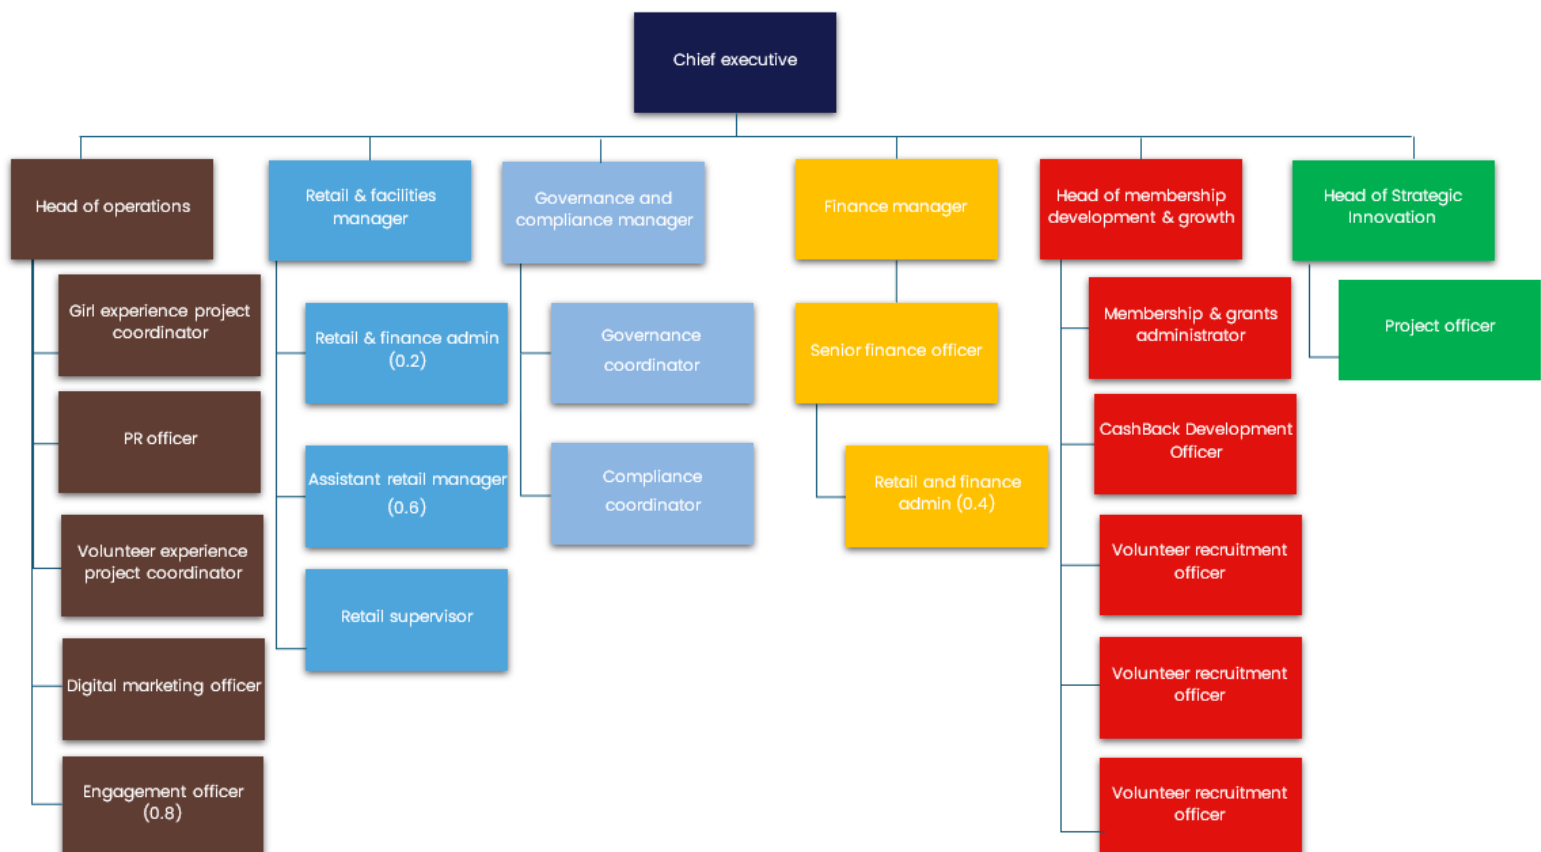 Chief executive
Head of operations
Girl experience project
coordinator
PR officer
Volunteer experience
project coordinator
Digital marketing officer
Engagement officer
(0.8)
Retail & facilities
manager
Retail & finance admin
(0.2)
Assistant retail manager
(0.6)
Retail supervisor
Governance and
compliance manager
Governance
coordinator
Compliance
coordinator
Finance manager
Senior finance officer
Retail and finance
admin (0.4)
Head of membership
development & growth
Membership & grants
administrator
CashBack Development
Officer
Volunteer recruitment
officer
Volunteer recruitment
officer
Volunteer recruitment
officer
Head of Strategic
Innovation
Project officer